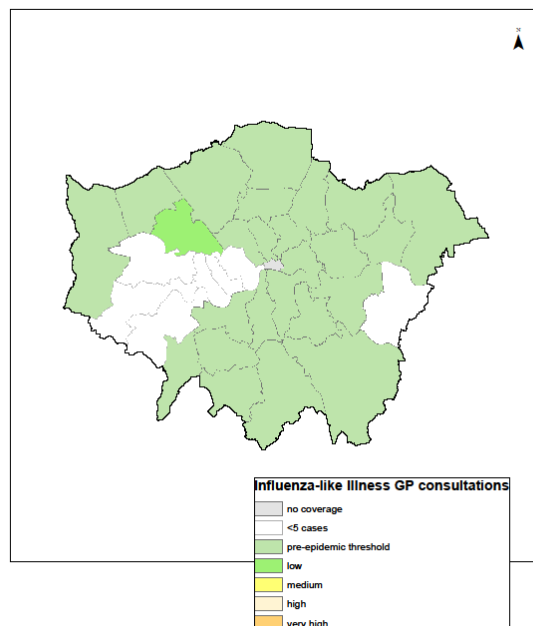 N
Influenza-like Illness GP consultations
no coverage
<5 cases
pre-epidemic threshold
low
medium
high
very high